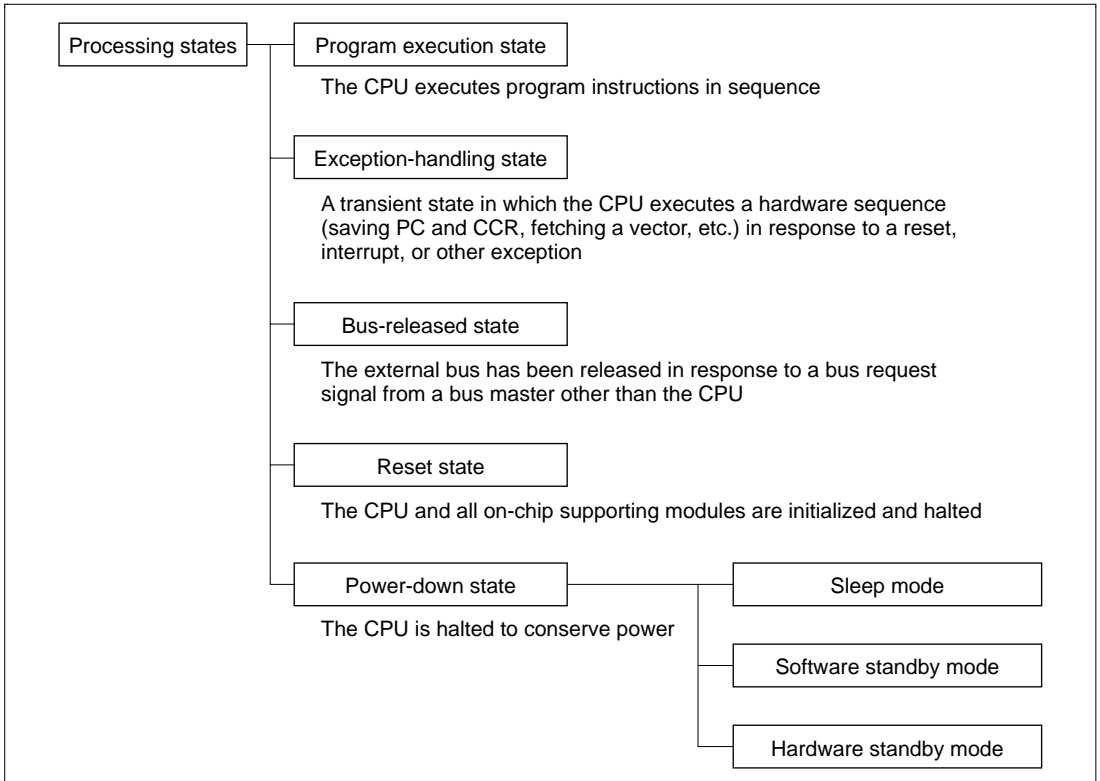 Processing states
Program execution state
The CPU executes program instructions in sequence
Exception-handling state
A transient state in which the CPU executes a hardware sequence
(saving PC and CCR, fetching a vector, etc.) in response to a reset,
interrupt, or other exception
Bus-released state
The external bus has been released in response to a bus request
signal from a bus master other than the CPU
Reset state
The CPU and all on-chip supporting modules are initialized and halted
Power-down state
The CPU is halted to conserve power
Sleep mode
Software standby mode
Hardware standby mode